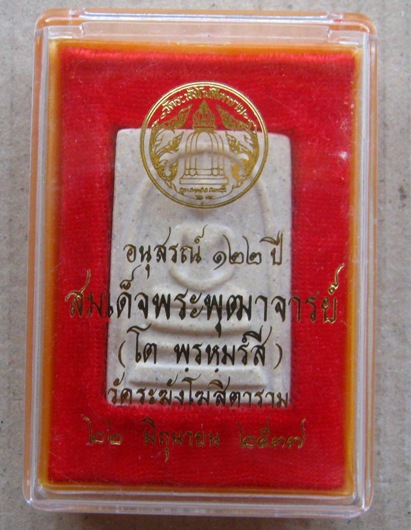 อนุสรณ์ ๑๒๒ ปี
สมเด็จพระพุฒาจารย์
(โต พฺรหฺมรํสี)
วัดระฆังโฆสิตาราม
๒๒ มิถุนายน ๒๕๓๗